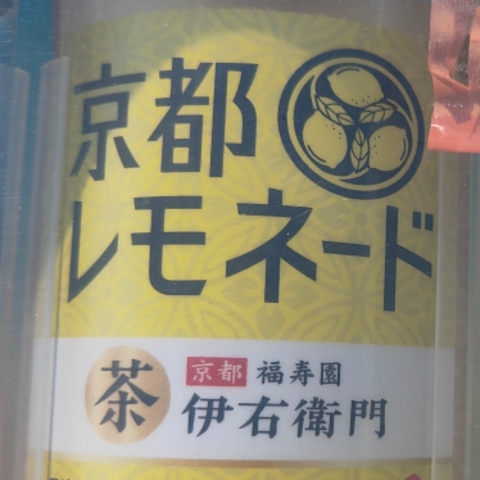 京都
レモネード
茶
京都 福寿園
伊右衛門